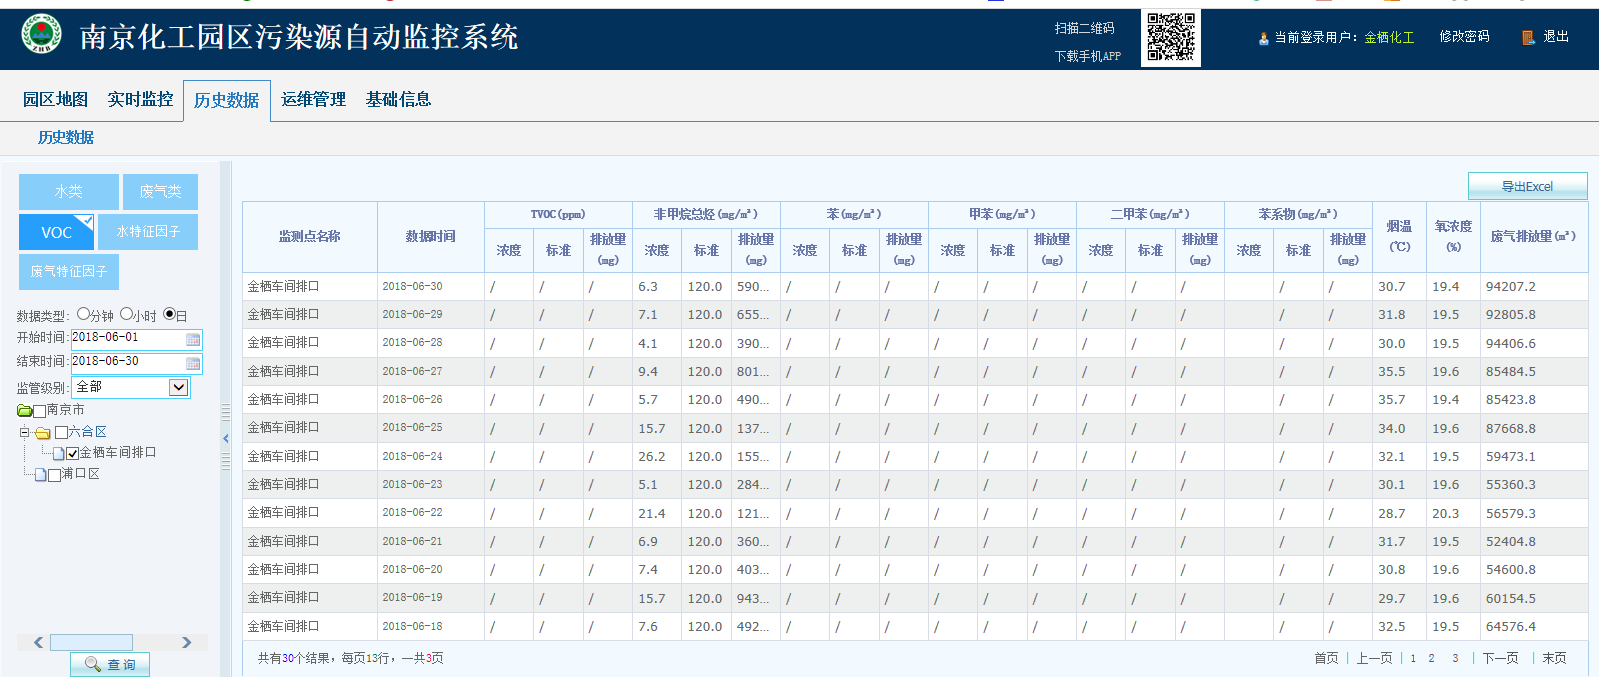 南京化工园区污染源自动监控系统
扫描二维码
下载手机APP
当前登录用户：金栖化工 修改密码 退出
园区地图 实时监控 历史数据 运维管理 基础信息
历史数据
水类 废气类
VOC 水特征因子
废气特征因子
数据类型: 分钟 小时 日
开始时间: 2018-06-01
结束时间: 2018-06-30
监管级别: 全部
南京市
六合区
金栖车间排口
浦口区
查询
导出Excel
监测点名称 数据时间 TVOC(ppm) 非甲烷总烃(mg/m³) 苯(mg/m³) 甲苯(mg/m³) 二甲苯(mg/m³) 苯系物(mg/m³) 烟温(℃) 氧浓度(%) 废气排放量(m³)
浓度 标准 排放量(mg) 浓度 标准 排放量(mg) 浓度 标准 排放量(mg) 浓度 标准 排放量(mg) 浓度 标准 排放量(mg) 浓度 标准 排放量(mg)
金栖车间排口 2018-06-30 / / / 6.3 120.0 590... / / / / / / / / / / / 30.7 19.4 94207.2
金栖车间排口 2018-06-29 / / / 7.1 120.0 655... / / / / / / / / / / / 31.8 19.5 92805.8
金栖车间排口 2018-06-28 / / / 4.1 120.0 390... / / / / / / / / / / / 30.0 19.5 94406.6
金栖车间排口 2018-06-27 / / / 9.4 120.0 801... / / / / / / / / / / / 35.5 19.6 85484.5
金栖车间排口 2018-06-26 / / / 5.7 120.0 490... / / / / / / / / / / / 35.7 19.4 85423.8
金栖车间排口 2018-06-25 / / / 15.7 120.0 137... / / / / / / / / / / / 34.0 19.6 87668.8
金栖车间排口 2018-06-24 / / / 26.2 120.0 155... / / / / / / / / / / / 32.1 19.5 59473.1
金栖车间排口 2018-06-23 / / / 5.1 120.0 284... / / / / / / / / / / / 30.1 19.6 55360.3
金栖车间排口 2018-06-22 / / / 21.4 120.0 121... / / / / / / / / / / / 28.7 20.3 56579.3
金栖车间排口 2018-06-21 / / / 6.9 120.0 360... / / / / / / / / / / / 31.7 19.6 52404.8
金栖车间排口 2018-06-20 / / / 7.4 120.0 403... / / / / / / / / / / / 30.8 19.6 54600.8
金栖车间排口 2018-06-19 / / / 15.7 120.0 943... / / / / / / / / / / / 29.7 19.6 60154.5
金栖车间排口 2018-06-18 / / / 7.6 120.0 492... / / / / / / / / / / / 32.5 19.5 64576.4
共有30个结果，每页13行，一共3页
首页 | 上一页 | 1 2 3 | 下一页 | 末页